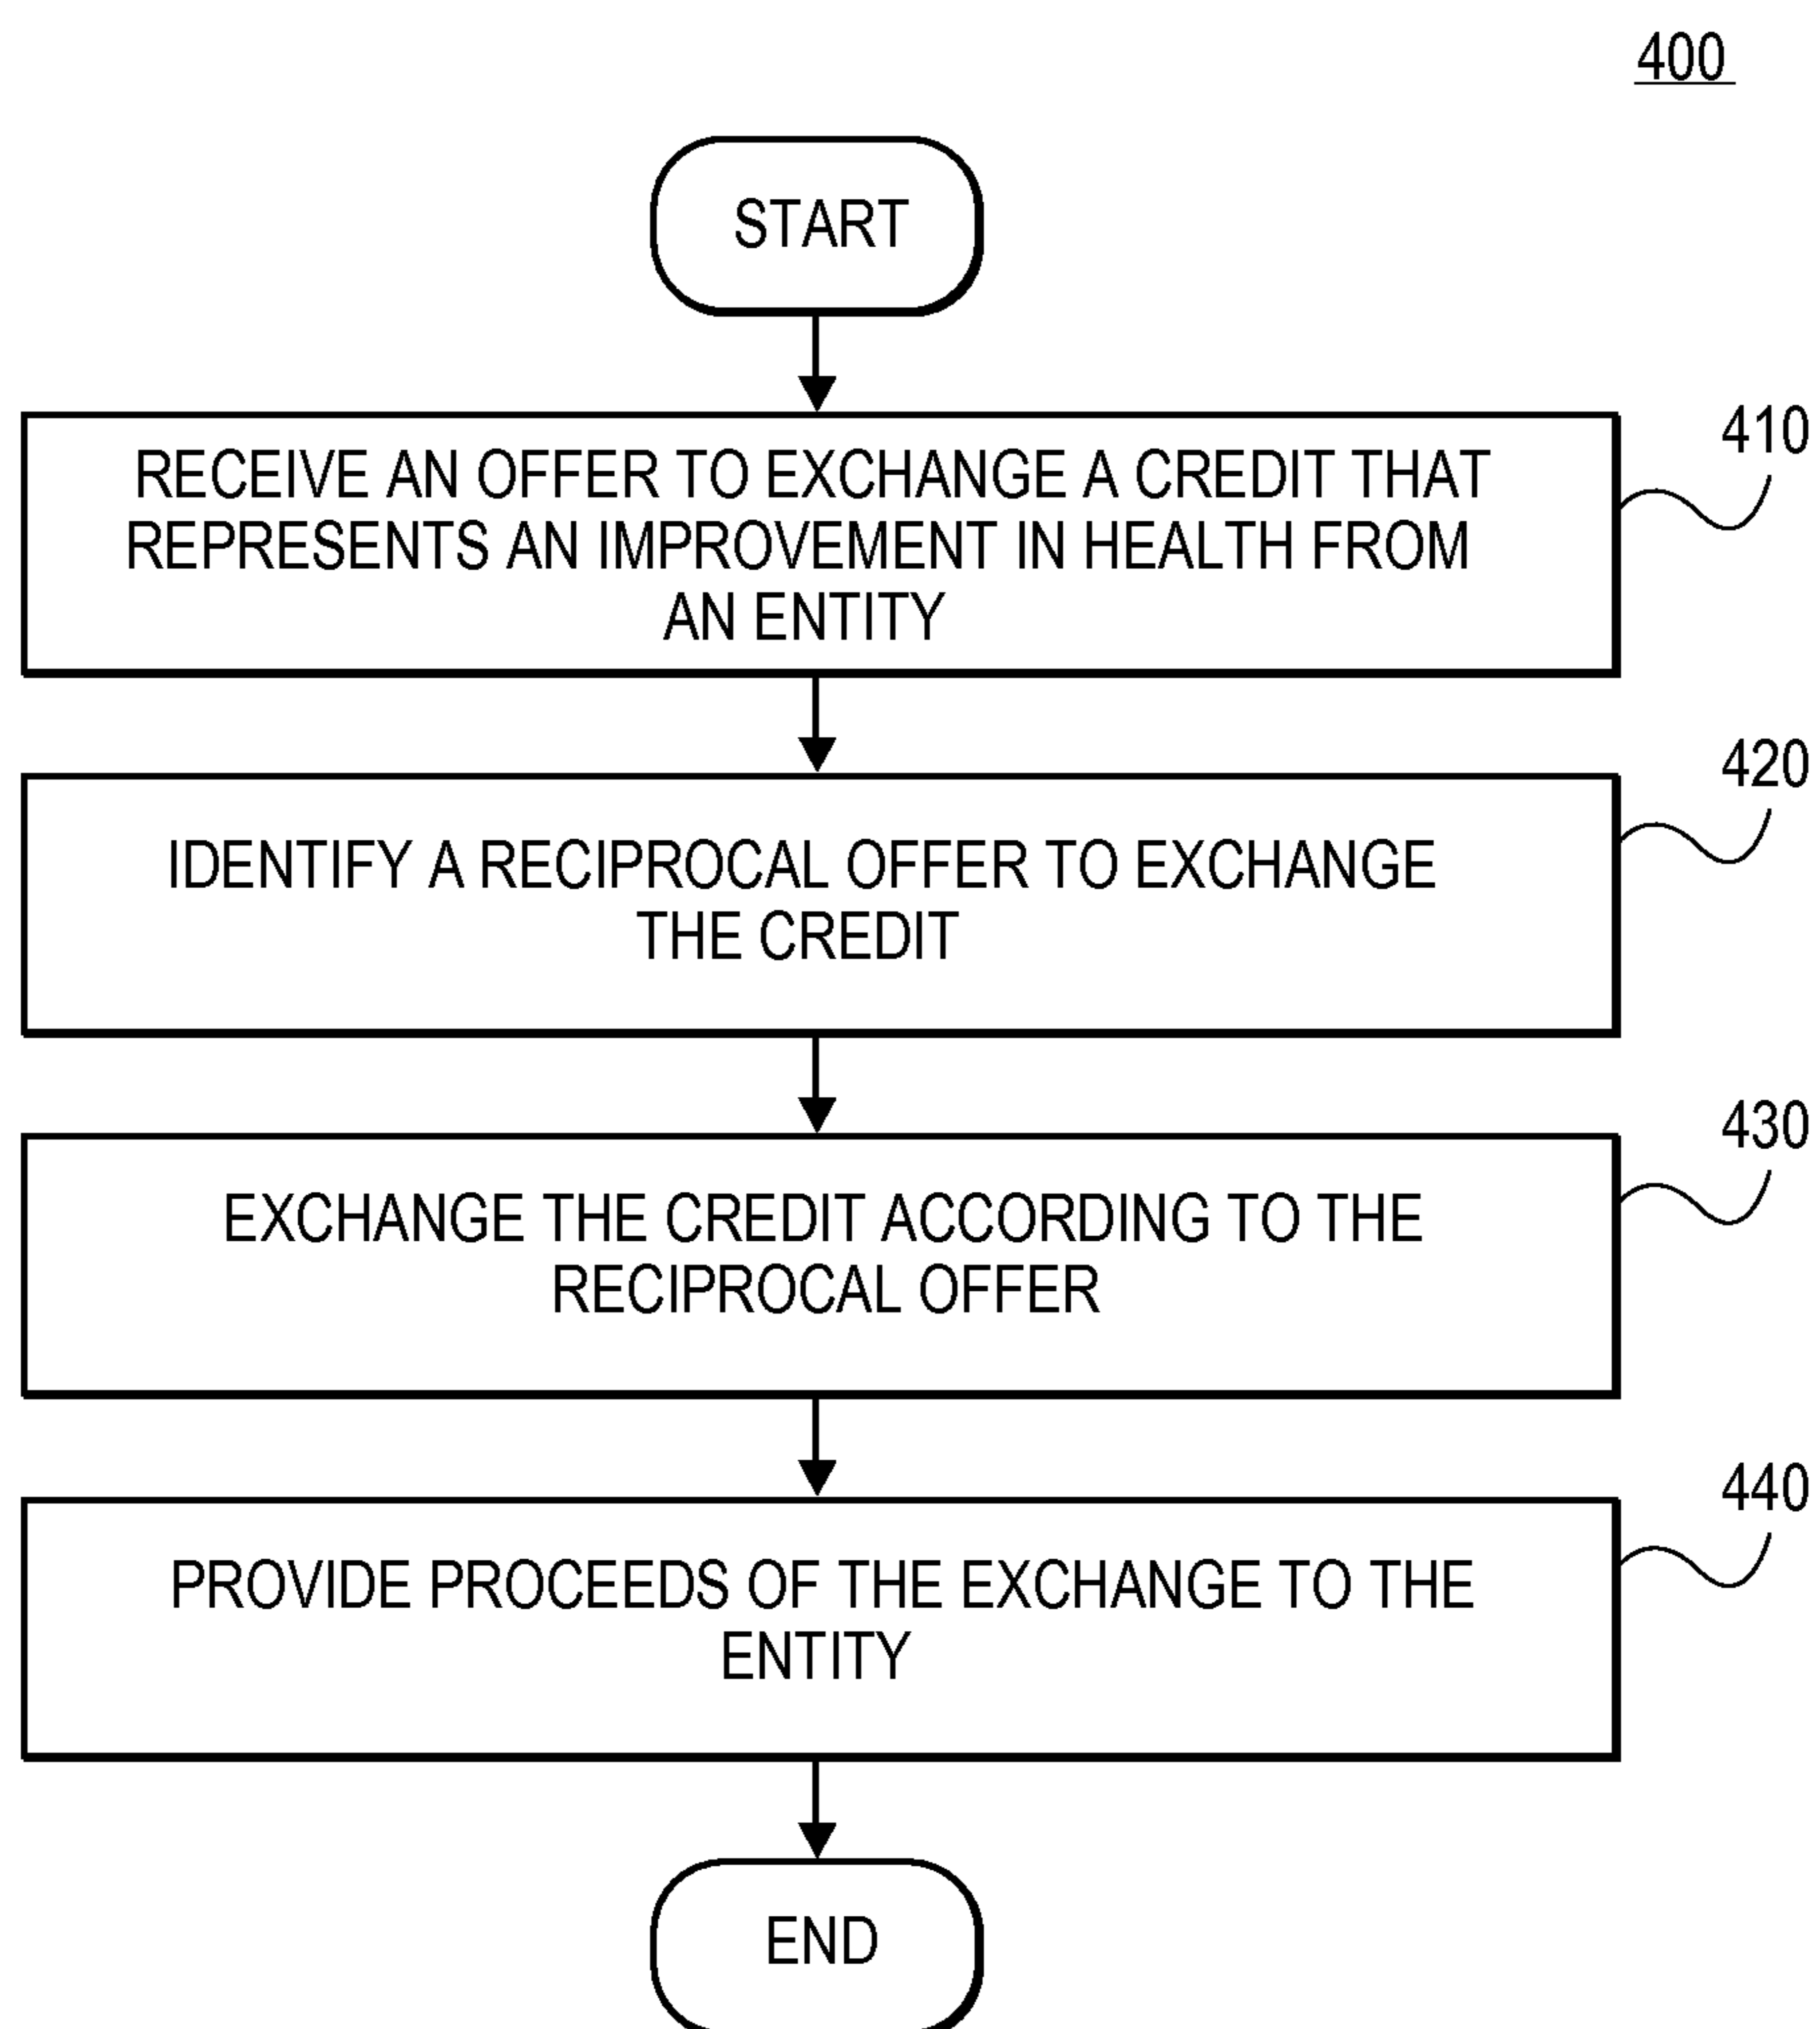 400
START
RECEIVE AN OFFER TO EXCHANGE A CREDIT THAT
REPRESENTS AN IMPROVEMENT IN HEALTH FROM
AN ENTITY
410
IDENTIFY A RECIPROCAL OFFER TO EXCHANGE
THE CREDIT
420
EXCHANGE THE CREDIT ACCORDING TO THE
RECIPROCAL OFFER
430
PROVIDE PROCEEDS OF THE EXCHANGE TO THE
ENTITY
440
END